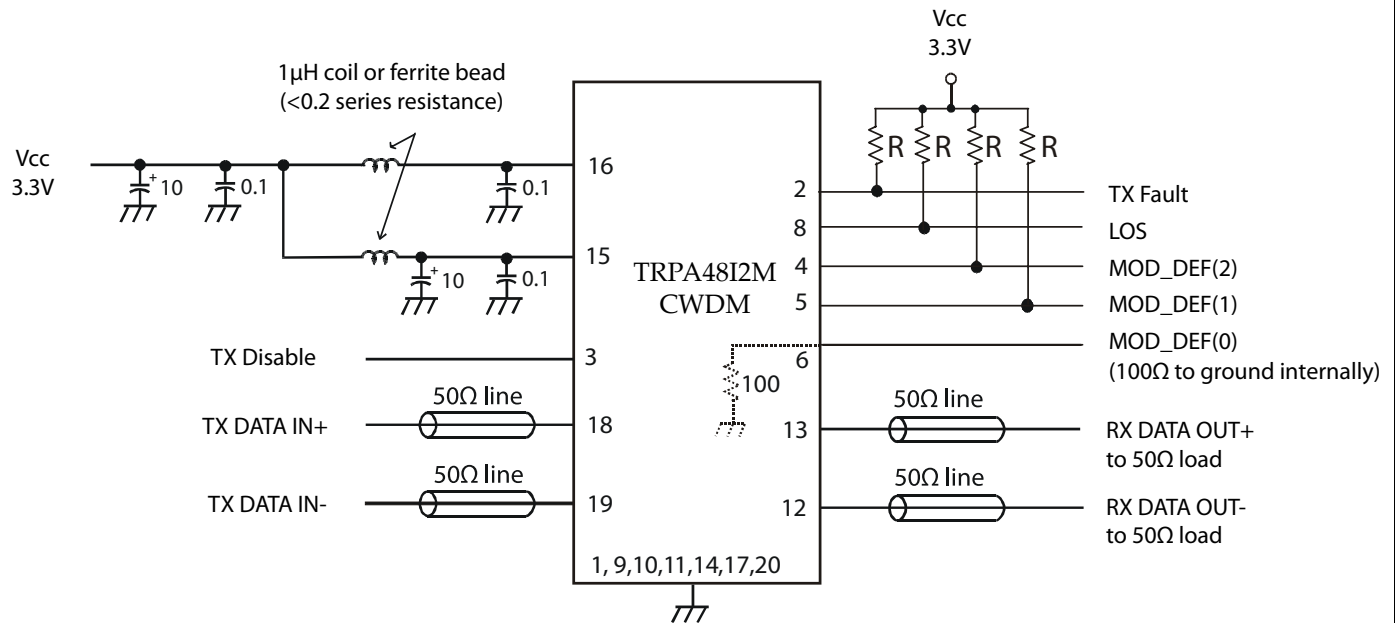 Vcc
3.3V
1µH coil or ferrite bead
(<0.2 series resistance)
R
R
R
R
Vcc
3.3V
+
10
0.1
0.1
16
2
TX Fault
8
LOS
+
10
0.1
15
TRPA48I2M
CWDM
4
MOD_DEF(2)
5
MOD_DEF(1)
TX Disable
3
6
MOD_DEF(0)
(100Ω to ground internally)
100
50Ω line
TX DATA IN+
18
50Ω line
13
RX DATA OUT+
to 50Ω load
50Ω line
TX DATA IN-
19
50Ω line
12
RX DATA OUT-
to 50Ω load
1, 9,10,11,14,17,20